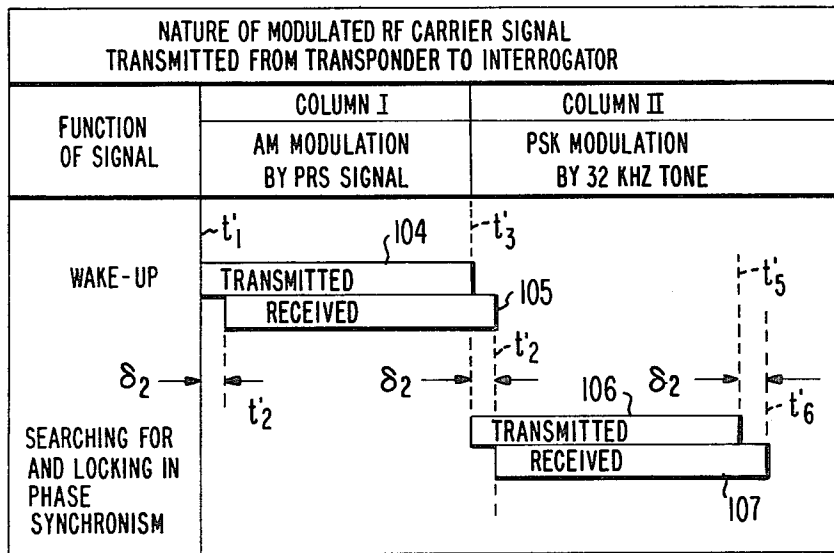 NATURE OF MODULATED RF CARRIER SIGNAL
TRANSMITTED FROM TRANSPONDER TO INTERROGATOR
FUNCTION
OF SIGNAL
COLUMN I
AM MODULATION
BY PRS SIGNAL
COLUMN II
PSK MODULATION
BY 32 KHZ TONE
t'1
104
t'3
WAKE-UP
TRANSMITTED
RECEIVED
105
t'5
t'2
δ2
t'2
δ2
δ2
t'6
106
SEARCHING FOR
AND LOCKING IN
PHASE
SYNCHRONISM
TRANSMITTED
RECEIVED
107